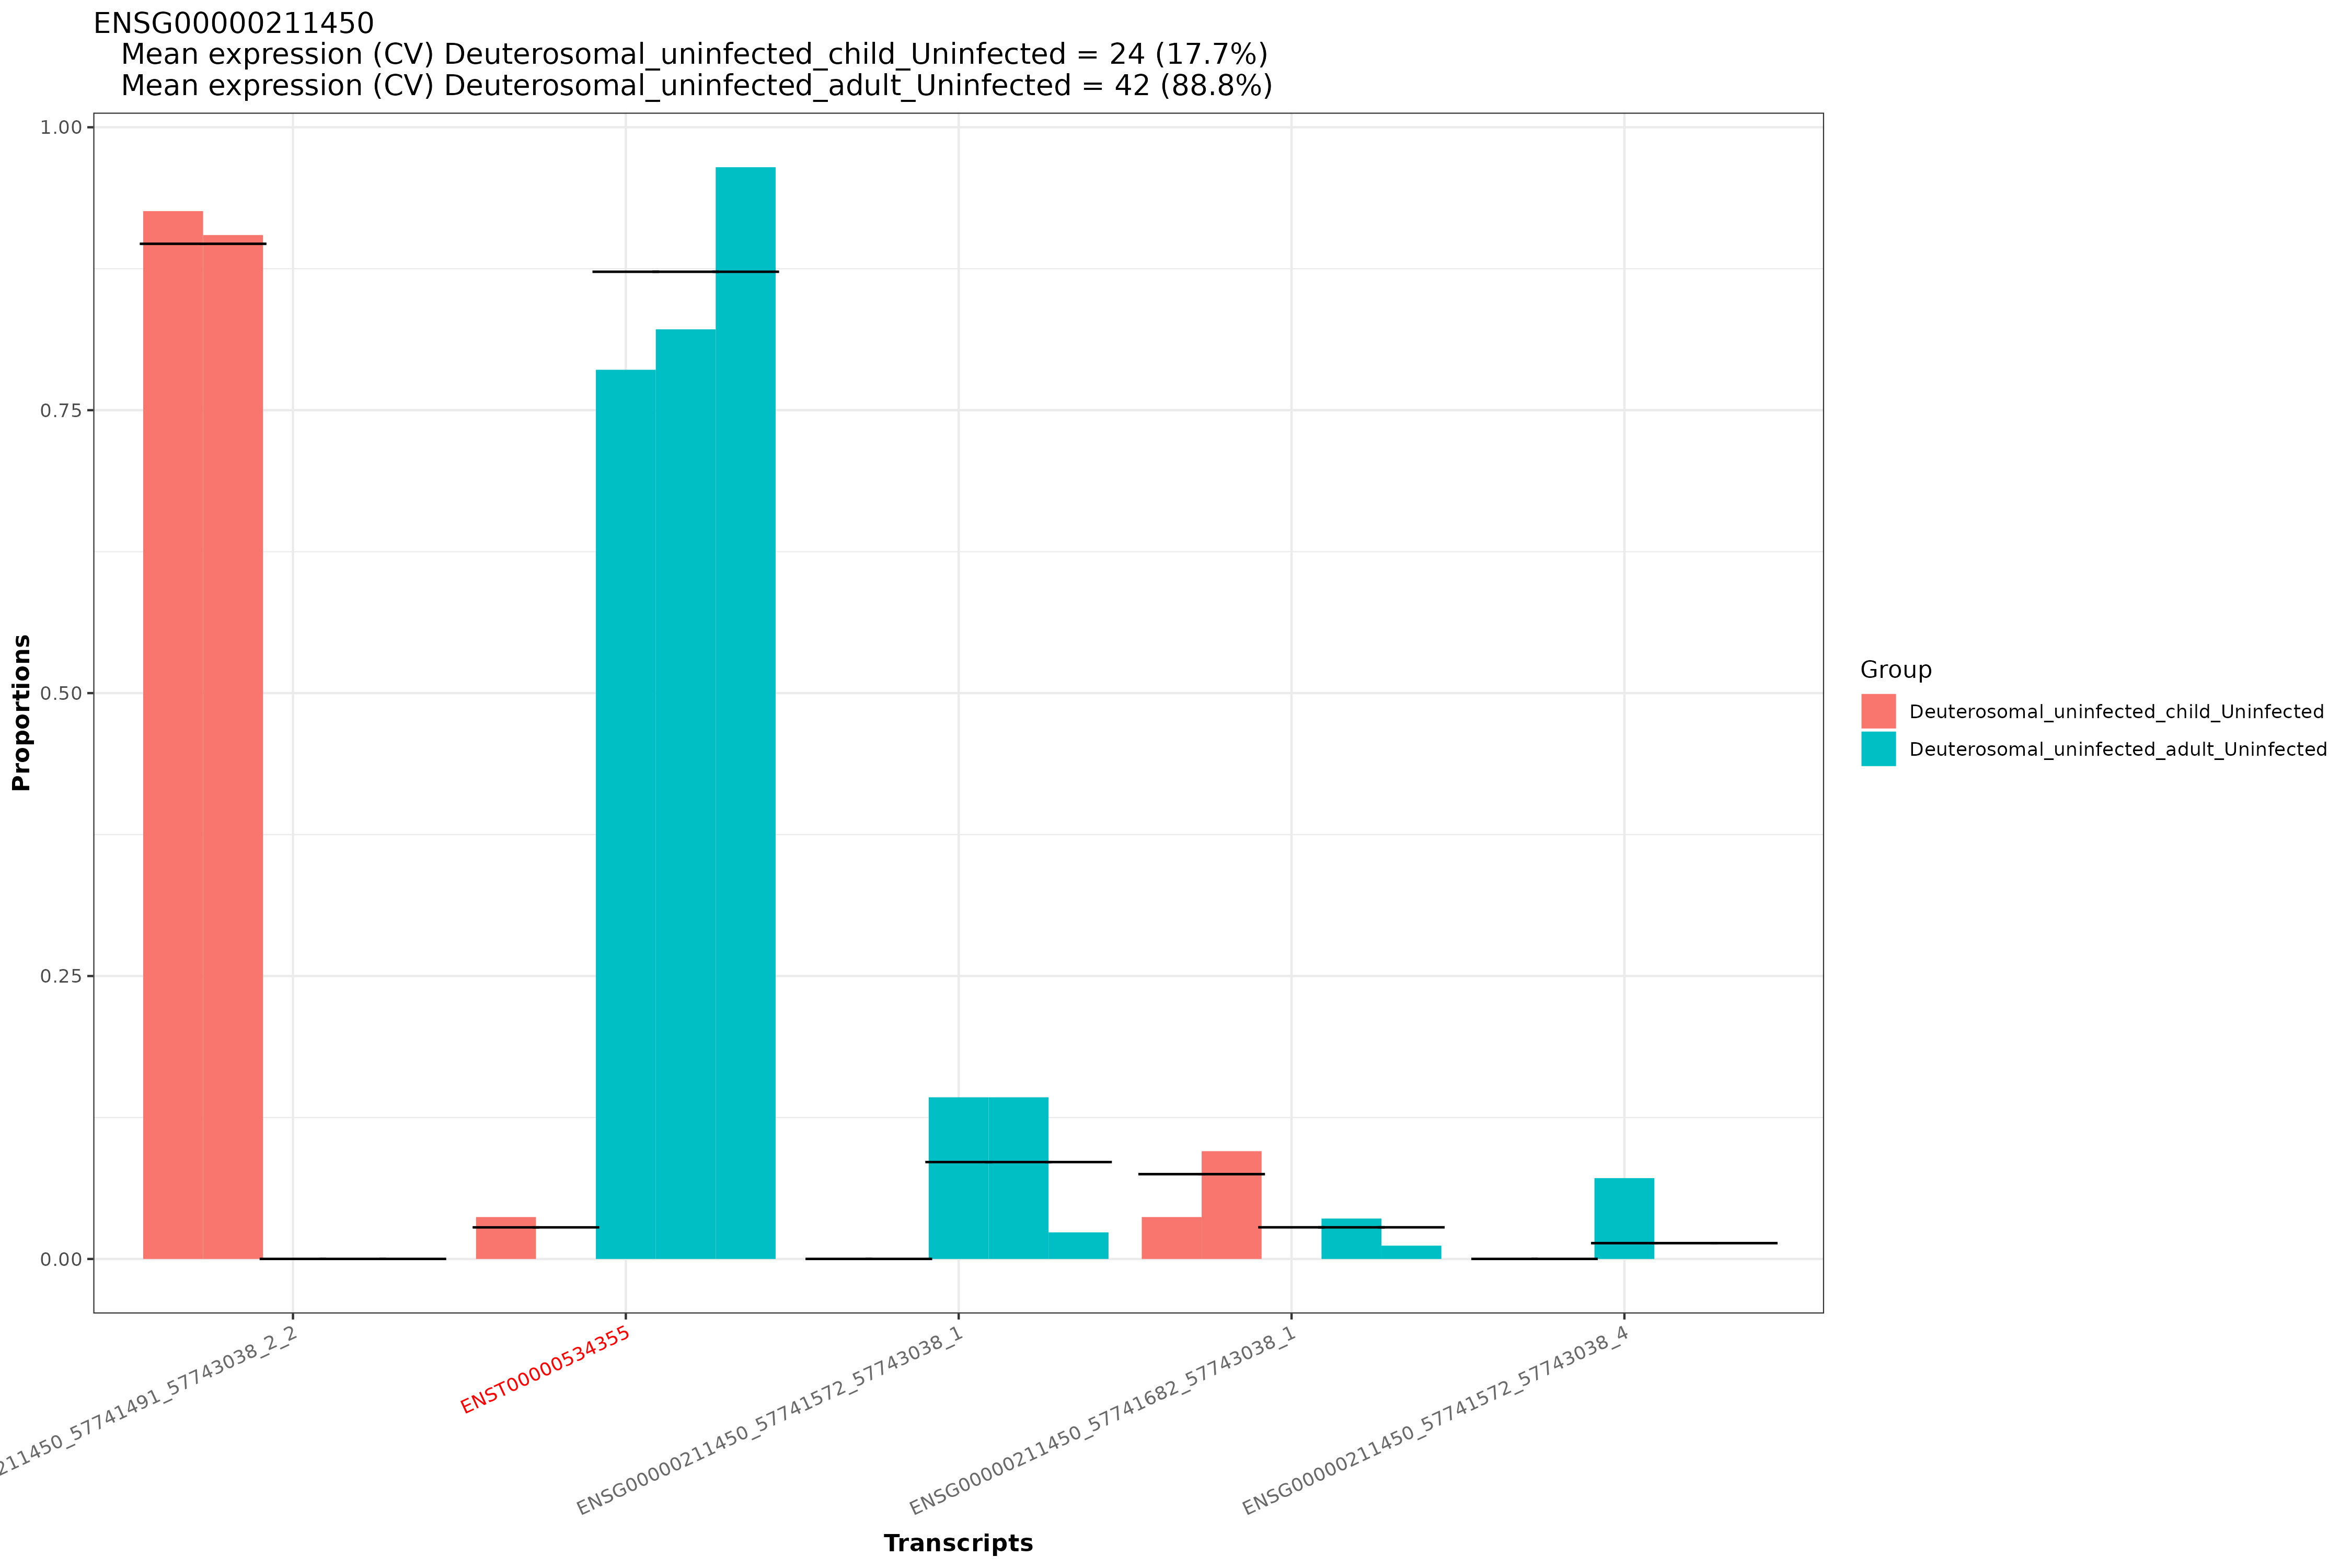 ENSG00000211450
Mean expression (CV) Deuterosomal_uninfected_child_Uninfected = 24 (17.7%)
Mean expression (CV) Deuterosomal_uninfected_adult_Uninfected = 42 (88.8%)
1.00
0.75
0.50
0.25
0.00
Proportions
211450_57741491_57743038_2_2
ENST00000534355
ENSG00000211450_57741572_57743038_1
ENSG00000211450_57741682_57743038_1
ENSG00000211450_57741572_57743038_4
Transcripts
Group
Deuterosomal_uninfected_child_Uninfected
Deuterosomal_uninfected_adult_Uninfected